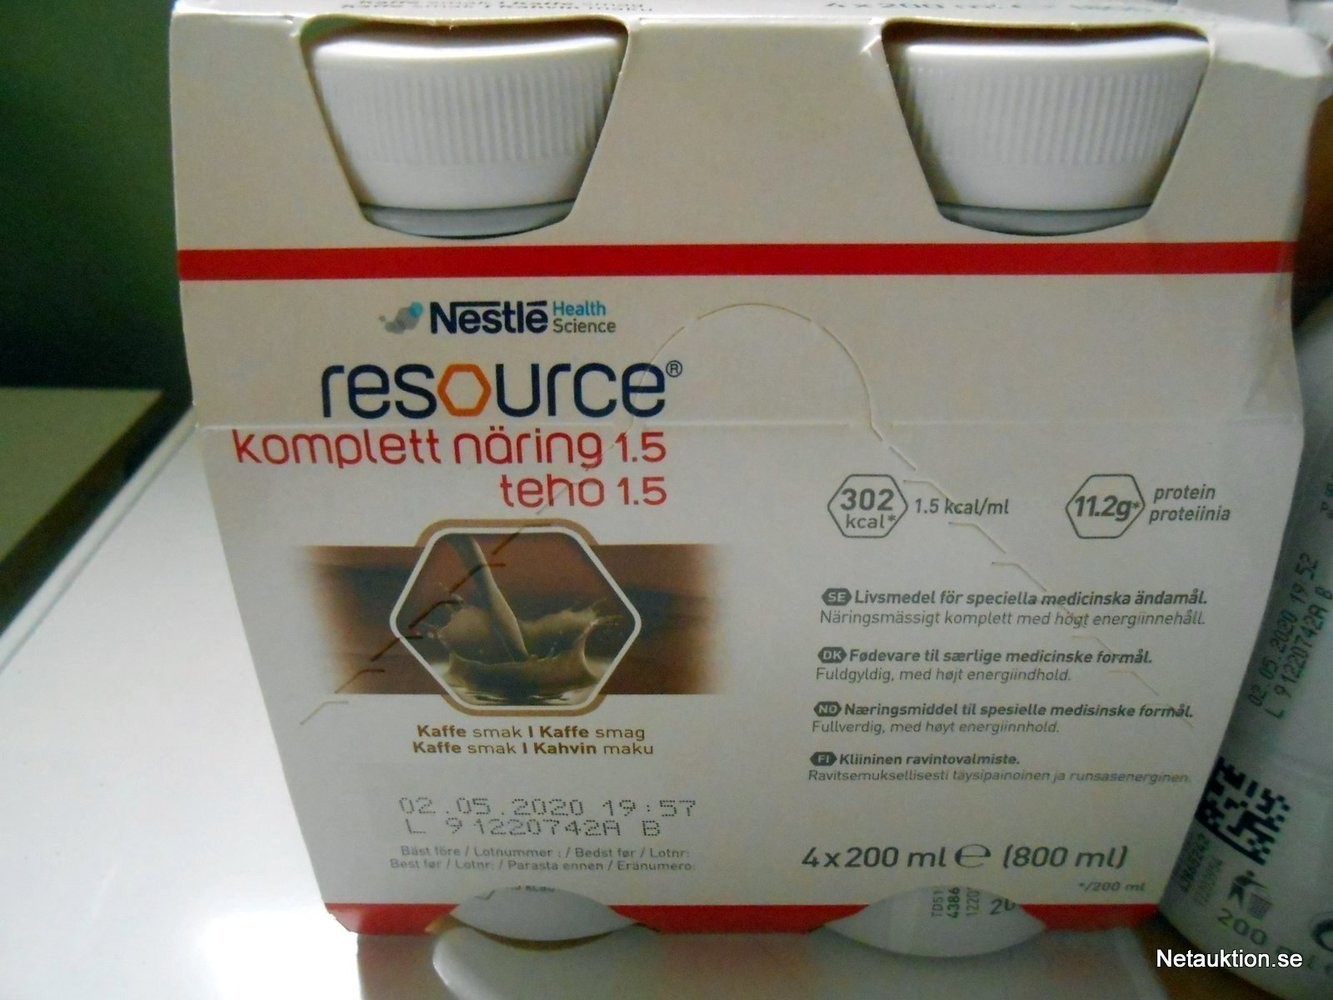 Nestlé Health Science
resource®
komplett näring 1.5
teho 1.5
302 kcal* 1.5 kcal/ml
11.2g* protein proteiinia
SE Livsmedel för speciella medicinska ändamål.
Näringsmässigt komplett med högt energiinnehåll.
DK Fødevare til særlige medicinske formål.
Fuldgyldig, med højt energiindhold.
NO Næringsmiddel til spesielle medisinske formål.
Fullverdig, med høyt energiinnhold.
FI Kliininen ravintovalmiste.
Ravitsemuksellisesti täysipainoinen ja runsasenerginen.
Kaffe smak I Kaffe smag
Kaffe smak I Kahvin maku
02.05.2020 19:57
L 91220742A B
Bäst före / Lotnummer : / Bedst før / Lotnr:
Best før / Lotnr: / Parasta ennen / Eränumero:
4x200 ml e (800 ml)
*/200 ml
02.05.2020 19 52
L 91220742A B
200
Netauktion.se